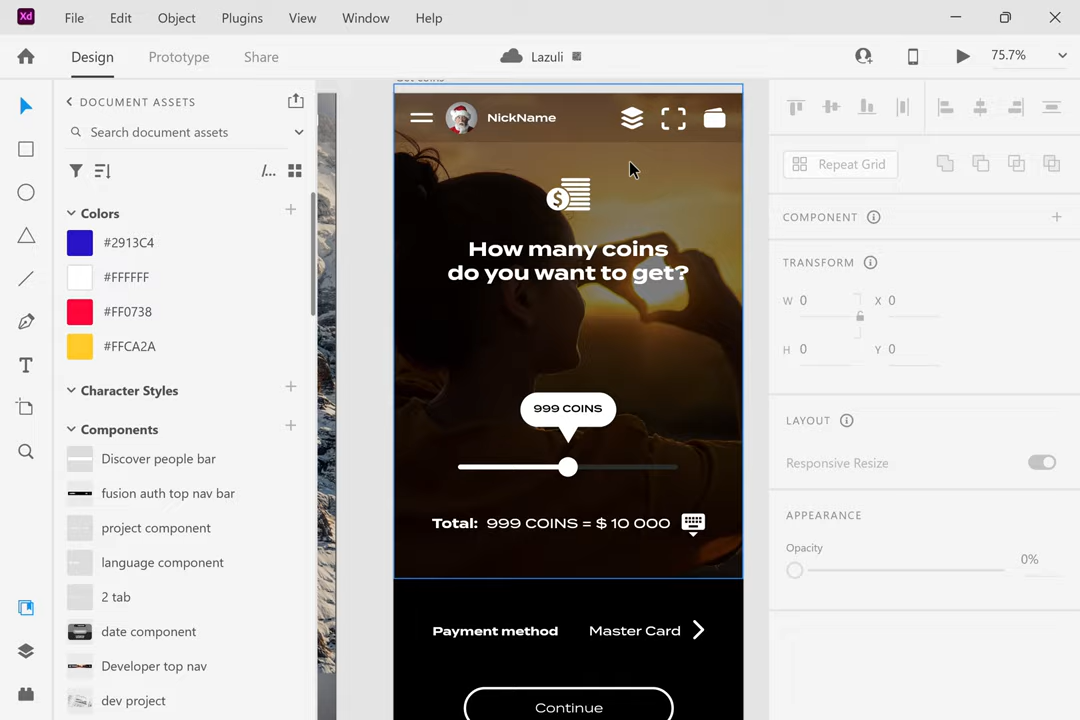 Xd File Edit Object Plugins View Window Help
Design Prototype Share Lazuli 75.7%
DOCUMENT ASSETS
Search document assets
/...
Colors
#2913C4
#FFFFFF
#FF0738
#FFCA2A
Character Styles
Components
Discover people bar
fusion auth top nav bar
project component
language component
2 tab
date component
Developer top nav
dev project
NickName
$
How many coins
do you want to get?
999 COINS
Total: 999 COINS = $ 10 000
Payment method Master Card
Continue
Repeat Grid
COMPONENT
TRANSFORM
W 0 X 0
H 0 Y 0
LAYOUT
Responsive Resize
APPEARANCE
Opacity
0%